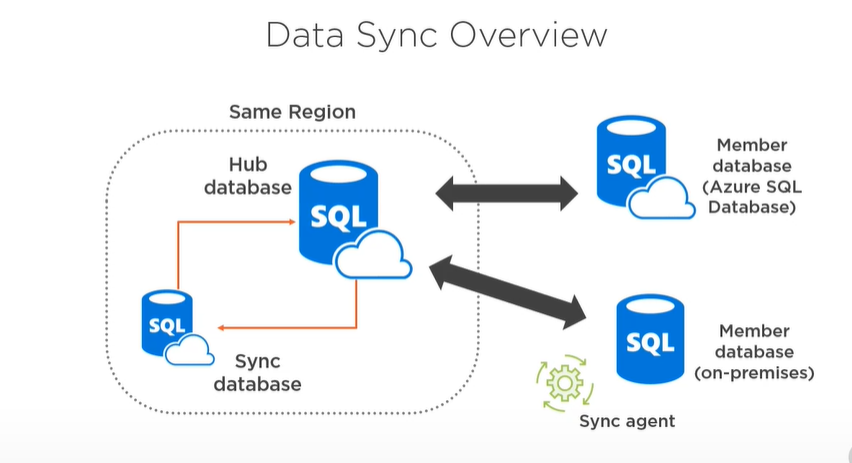 Data Sync Overview
Same Region
Hub
database
SQL
SQL
Sync
database
SQL
Member
database
(Azure SQL
Database)
SQL
Member
database
(on-premises)
Sync agent